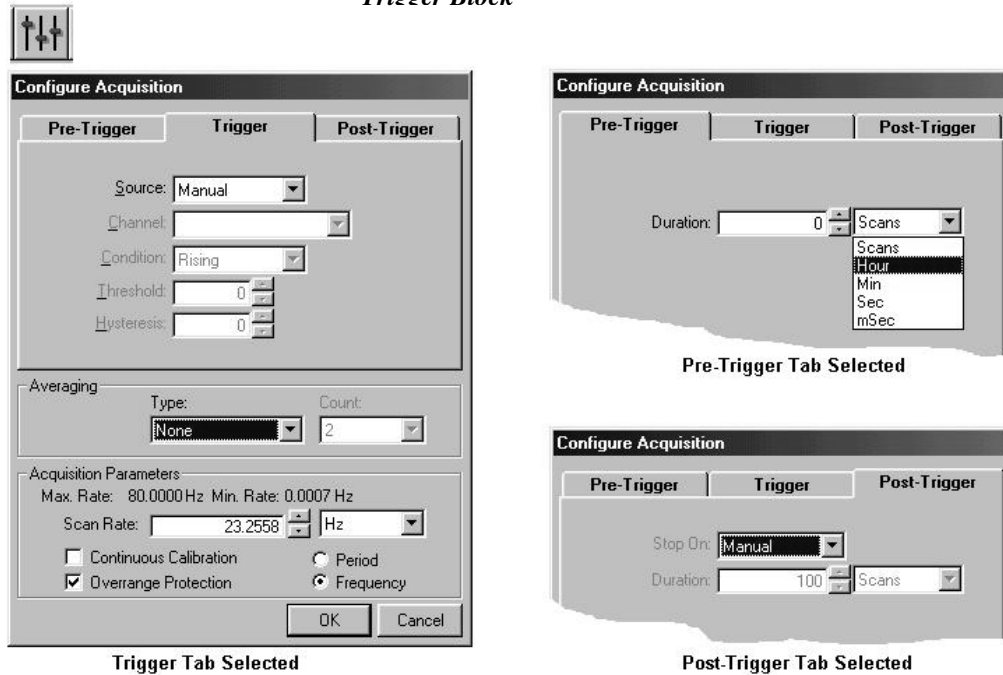 Trigger Block
Configure Acquisition
Pre-Trigger Trigger Post-Trigger
Source: Manual
Channel:
Condition: Rising
Threshold: 0
Hysteresis: 0
Averaging
Type: Count:
None 2
Acquisition Parameters
Max. Rate: 80.0000 Hz Min. Rate: 0.0007 Hz
Scan Rate: 23.2558 Hz
Continuous Calibration Period
Overrange Protection Frequency
OK Cancel
Trigger Tab Selected
Configure Acquisition
Pre-Trigger Trigger Post-Trigger
Duration: 0 Scans
Scans
Hour
Min
Sec
mSec
Pre-Trigger Tab Selected
Configure Acquisition
Pre-Trigger Trigger Post-Trigger
Stop On: Manual
Duration: 100 Scans
Post-Trigger Tab Selected